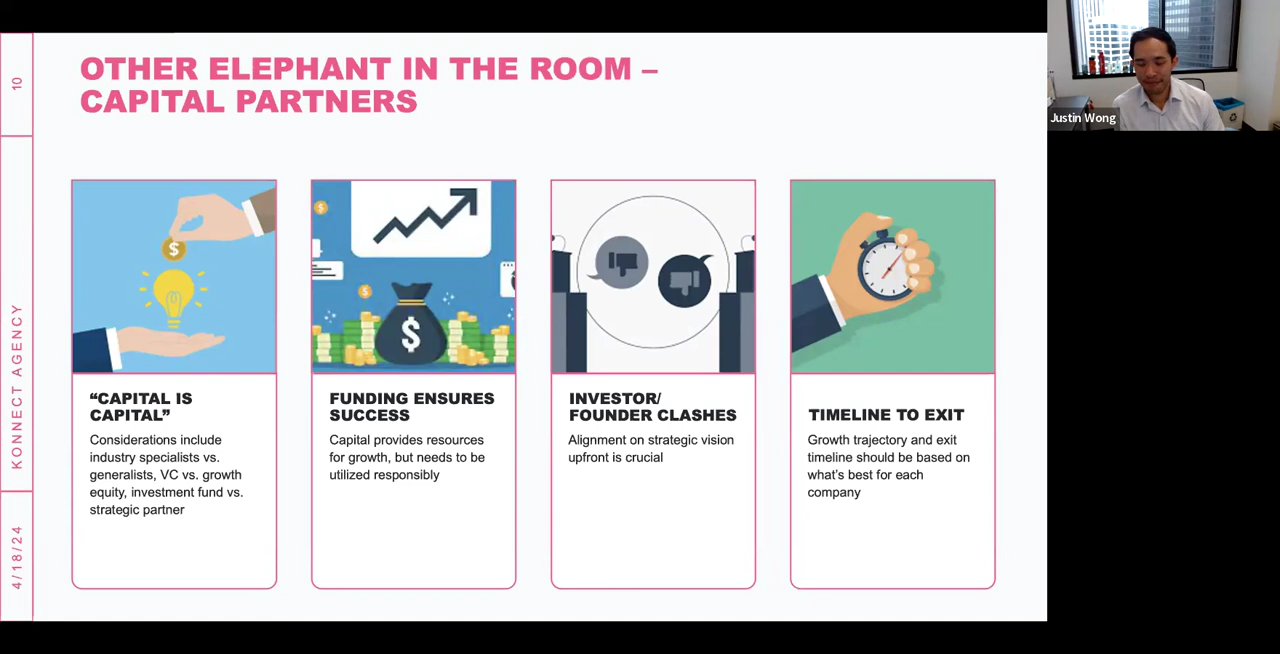 10
KONNECT AGENCY
4/18/24
OTHER ELEPHANT IN THE ROOM –
CAPITAL PARTNERS
$
“CAPITAL IS
CAPITAL”
Considerations include
industry specialists vs.
generalists, VC vs. growth
equity, investment fund vs.
strategic partner
$
$
$
FUNDING ENSURES
SUCCESS
Capital provides resources
for growth, but needs to be
utilized responsibly
INVESTOR/
FOUNDER CLASHES
Alignment on strategic vision
upfront is crucial
TIMELINE TO EXIT
Growth trajectory and exit
timeline should be based on
what’s best for each
company
Justin Wong